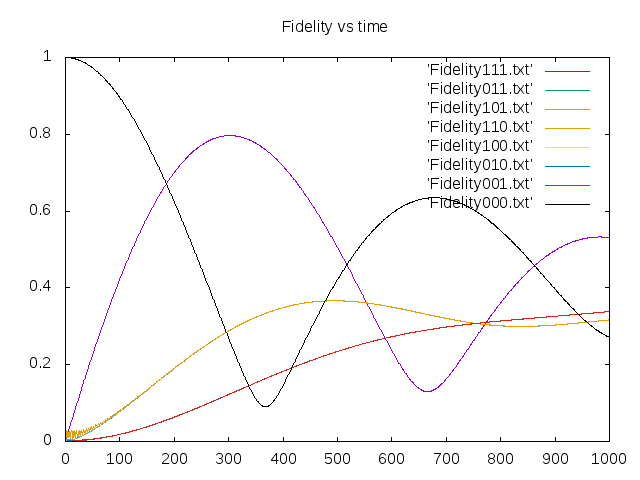 Fidelity vs time
1
0.8
0.6
0.4
0.2
0
0 100 200 300 400 500 600 700 800 900 1000
'Fidelity111.txt'
'Fidelity011.txt'
'Fidelity101.txt'
'Fidelity110.txt'
'Fidelity100.txt'
'Fidelity010.txt'
'Fidelity001.txt'
'Fidelity000.txt'